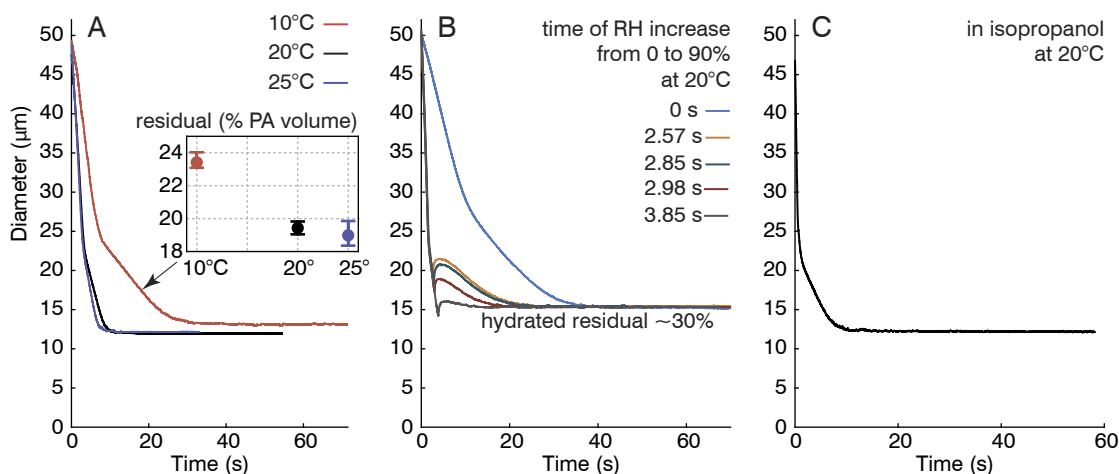 A
10°C
20°C
25°C
residual (% PA volume)
24
22
20
18
10°C
20°
25°
50
45
40
35
30
25
20
15
10
5
0
Diameter (μm)
0
20
40
60
Time (s)
B
time of RH increase
from 0 to 90%
at 20°C
0 s
2.57 s
2.85 s
2.98 s
3.85 s
hydrated residual ~30%
50
45
40
35
30
25
20
15
10
5
0
0
20
40
60
Time (s)
C
in isopropanol
at 20°C
50
45
40
35
30
25
20
15
10
5
0
0
20
40
60
Time (s)